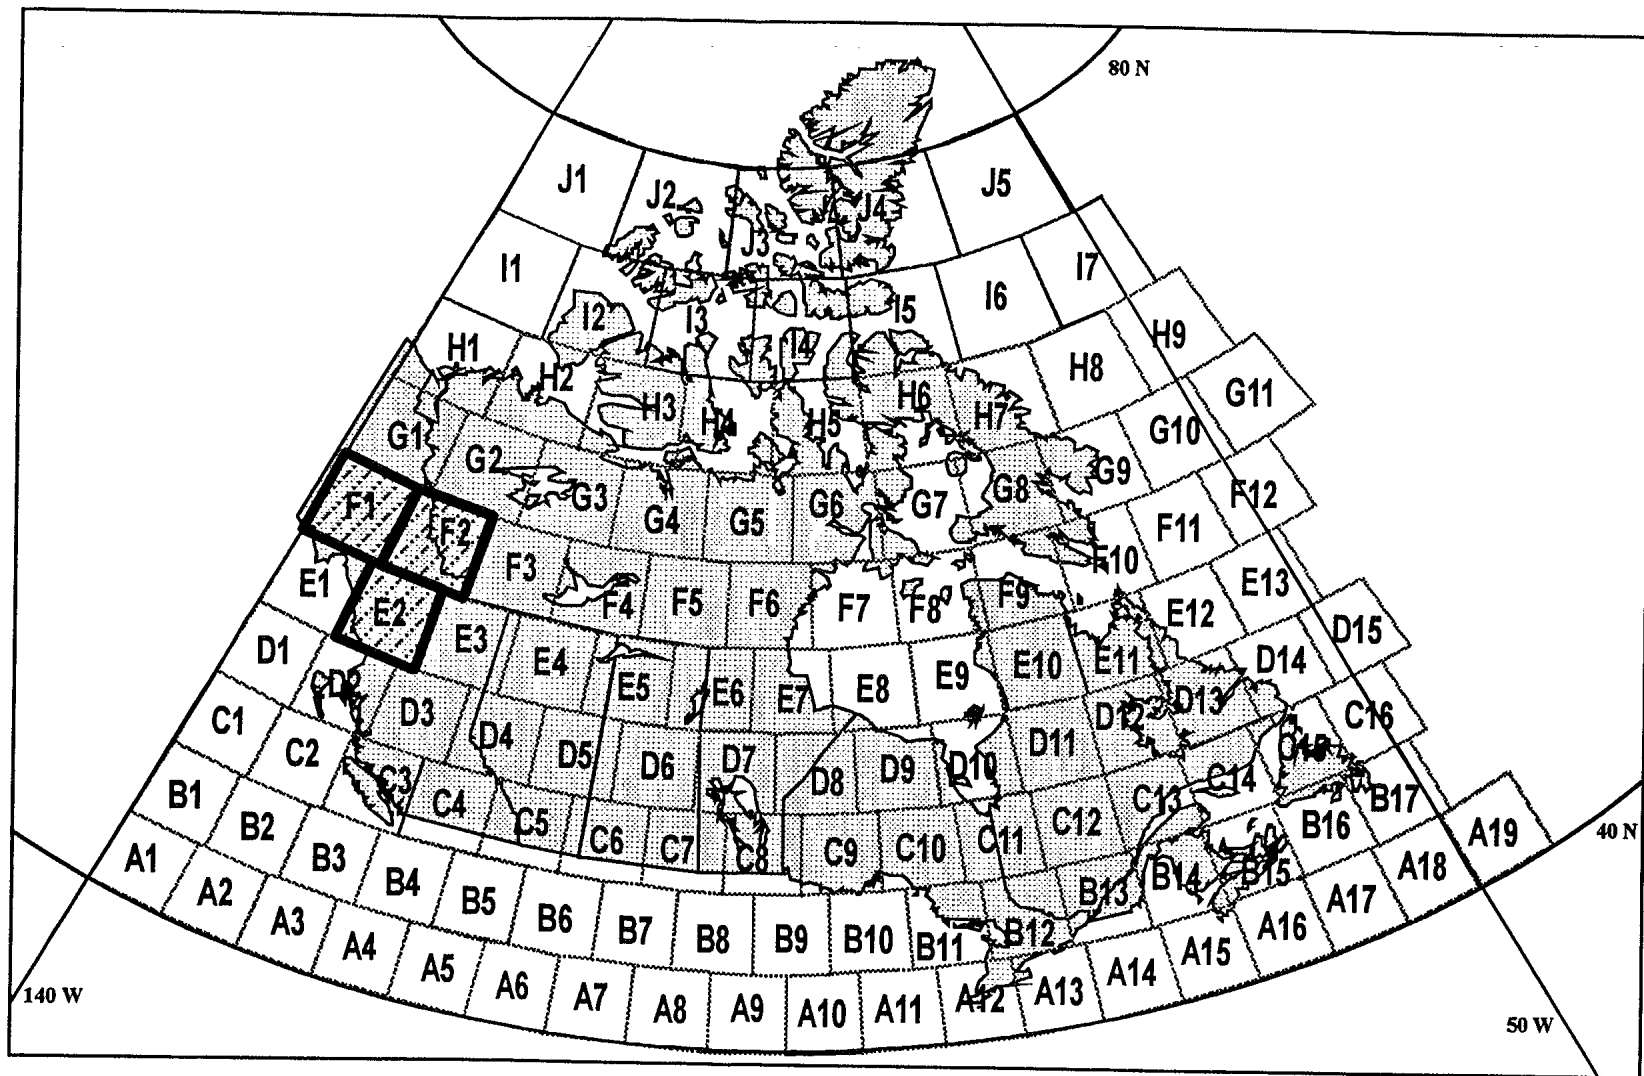 80 N
J1 J2 J3 J4 J5
I1 I2 I3 I4 I5 I6 I7
H1 H2 H3 H4 H5 H6 H7 H8 H9
G1 G2 G3 G4 G5 G6 G7 G8 G9 G10 G11
F1 F2 F3 F4 F5 F6 F7 F8 F9 F10 F11 F12
E1 E2 E3 E4 E5 E6 E7 E8 E9 E10 E11 E12 E13
D1 D2 D3 D4 D5 D6 D7 D8 D9 D10 D11 D12 D13 D14 D15
C1 C2 C3 C4 C5 C6 C7 C8 C9 C10 C11 C12 C13 C14 C15 C16
B1 B2 B3 B4 B5 B6 B7 B8 B9 B10 B11 B12 B13 B14 B15 B16 B17
A1 A2 A3 A4 A5 A6 A7 A8 A9 A10 A11 A12 A13 A14 A15 A16 A17 A18 A19
40 N
140 W
50 W